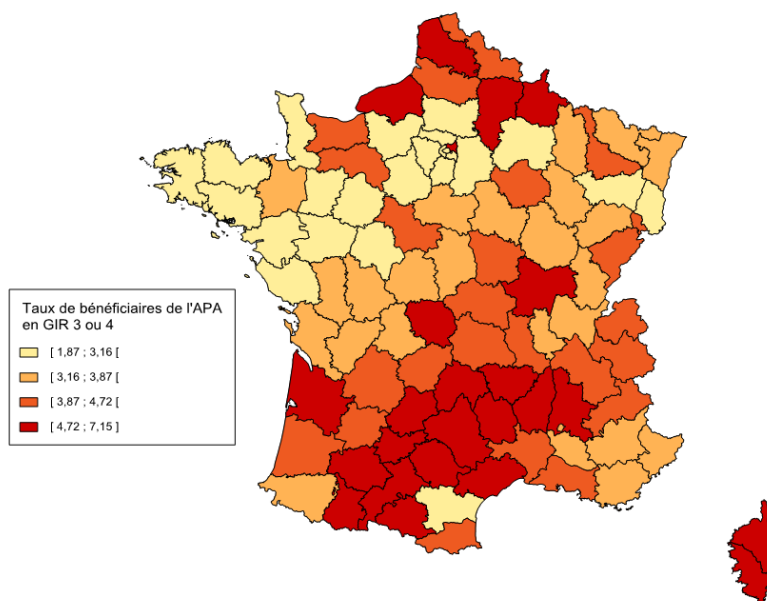 Taux de bénéficiaires de l'APA
en GIR 3 ou 4
[ 1,87 ; 3,16 [
[ 3,16 ; 3,87 [
[ 3,87 ; 4,72 [
[ 4,72 ; 7,15 ]